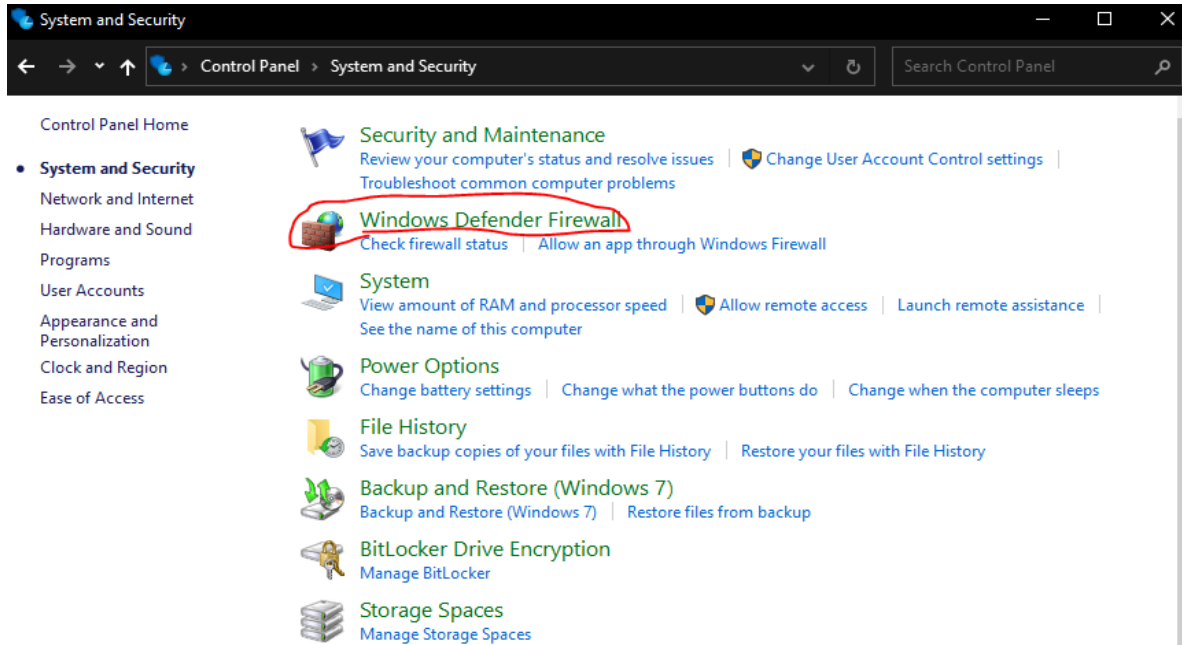 System and Security
Control Panel > System and Security
Search Control Panel
Control Panel Home
System and Security
Network and Internet
Hardware and Sound
Programs
User Accounts
Appearance and
Personalization
Clock and Region
Ease of Access
Security and Maintenance
Review your computer's status and resolve issues | Change User Account Control settings |
Troubleshoot common computer problems
Windows Defender Firewall
Check firewall status | Allow an app through Windows Firewall
System
View amount of RAM and processor speed | Allow remote access | Launch remote assistance |
See the name of this computer
Power Options
Change battery settings | Change what the power buttons do | Change when the computer sleeps
File History
Save backup copies of your files with File History | Restore your files with File History
Backup and Restore (Windows 7)
Backup and Restore (Windows 7) | Restore files from backup
BitLocker Drive Encryption
Manage BitLocker
Storage Spaces
Manage Storage Spaces